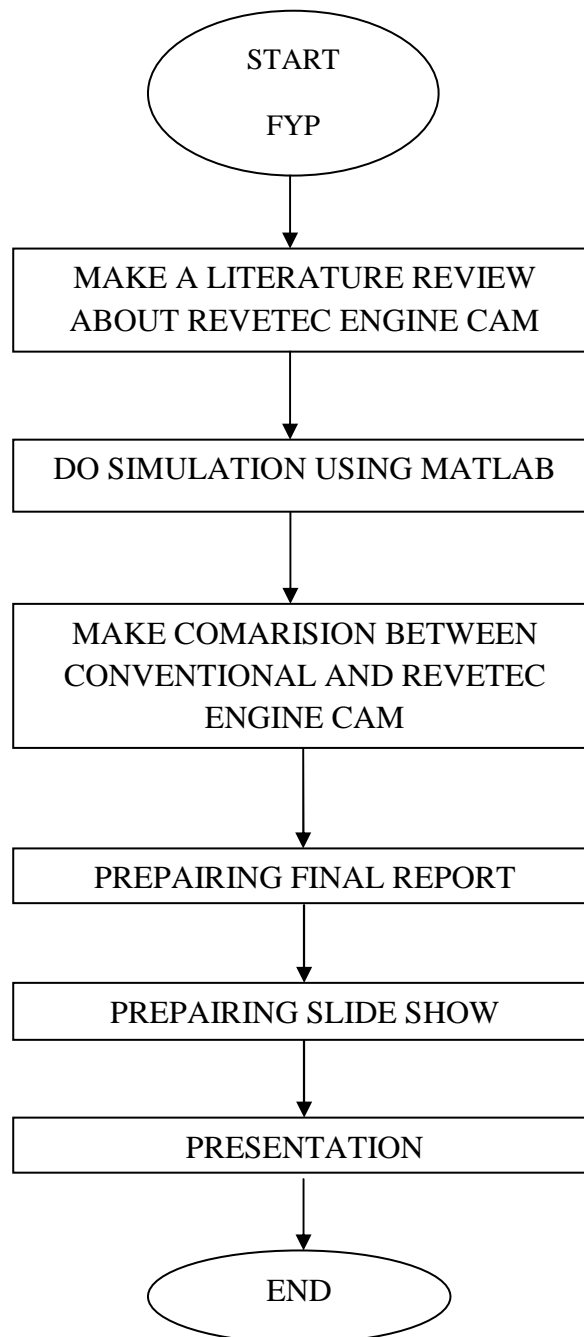 START
FYP
MAKE A LITERATURE REVIEW
ABOUT REVETEC ENGINE CAM
DO SIMULATION USING MATLAB
MAKE COMARISION BETWEEN
CONVENTIONAL AND REVETEC
ENGINE CAM
PREPAIRING FINAL REPORT
PREPAIRING SLIDE SHOW
PRESENTATION
END